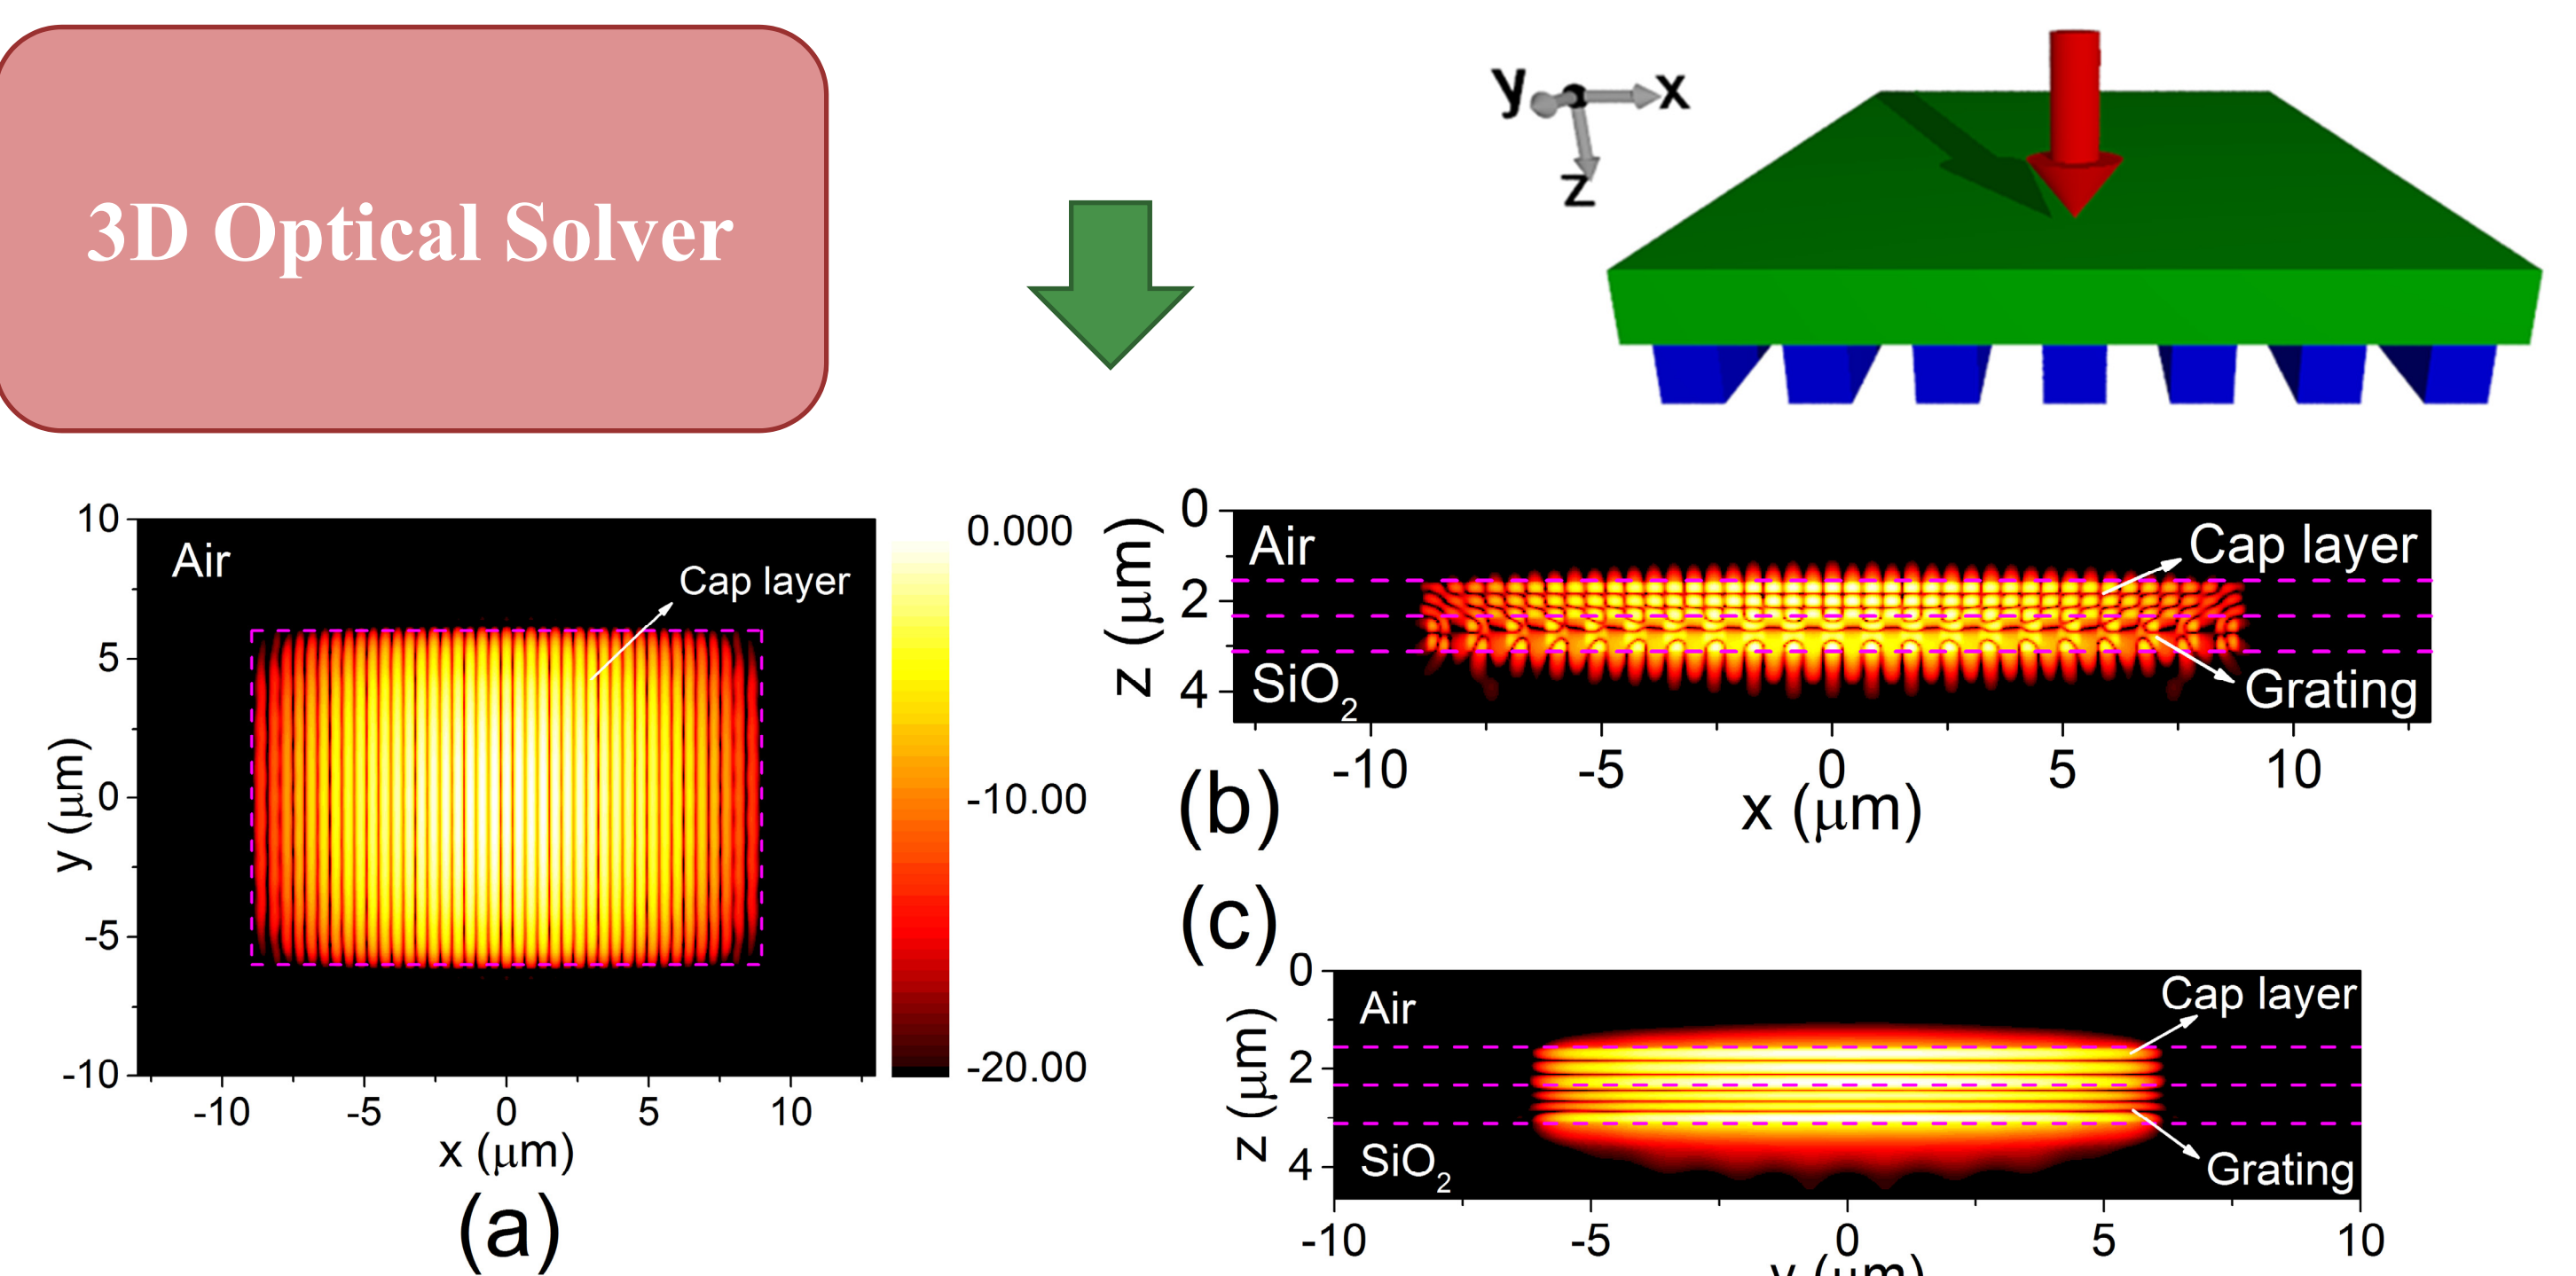 3D Optical Solver
y
x
z
10
5
0
-5
-10
y (μm)
Air
Cap layer
-10
-5
0
5
10
x (μm)
(a)
0.000
-10.00
-20.00
0
2
4
z (μm)
Air
Cap layer
SiO2
Grating
-10
-5
0
5
10
x (μm)
(b)
(c)
0
2
4
z (μm)
Air
Cap layer
SiO2
Grating
-10
-5
0
5
10
y (μm)